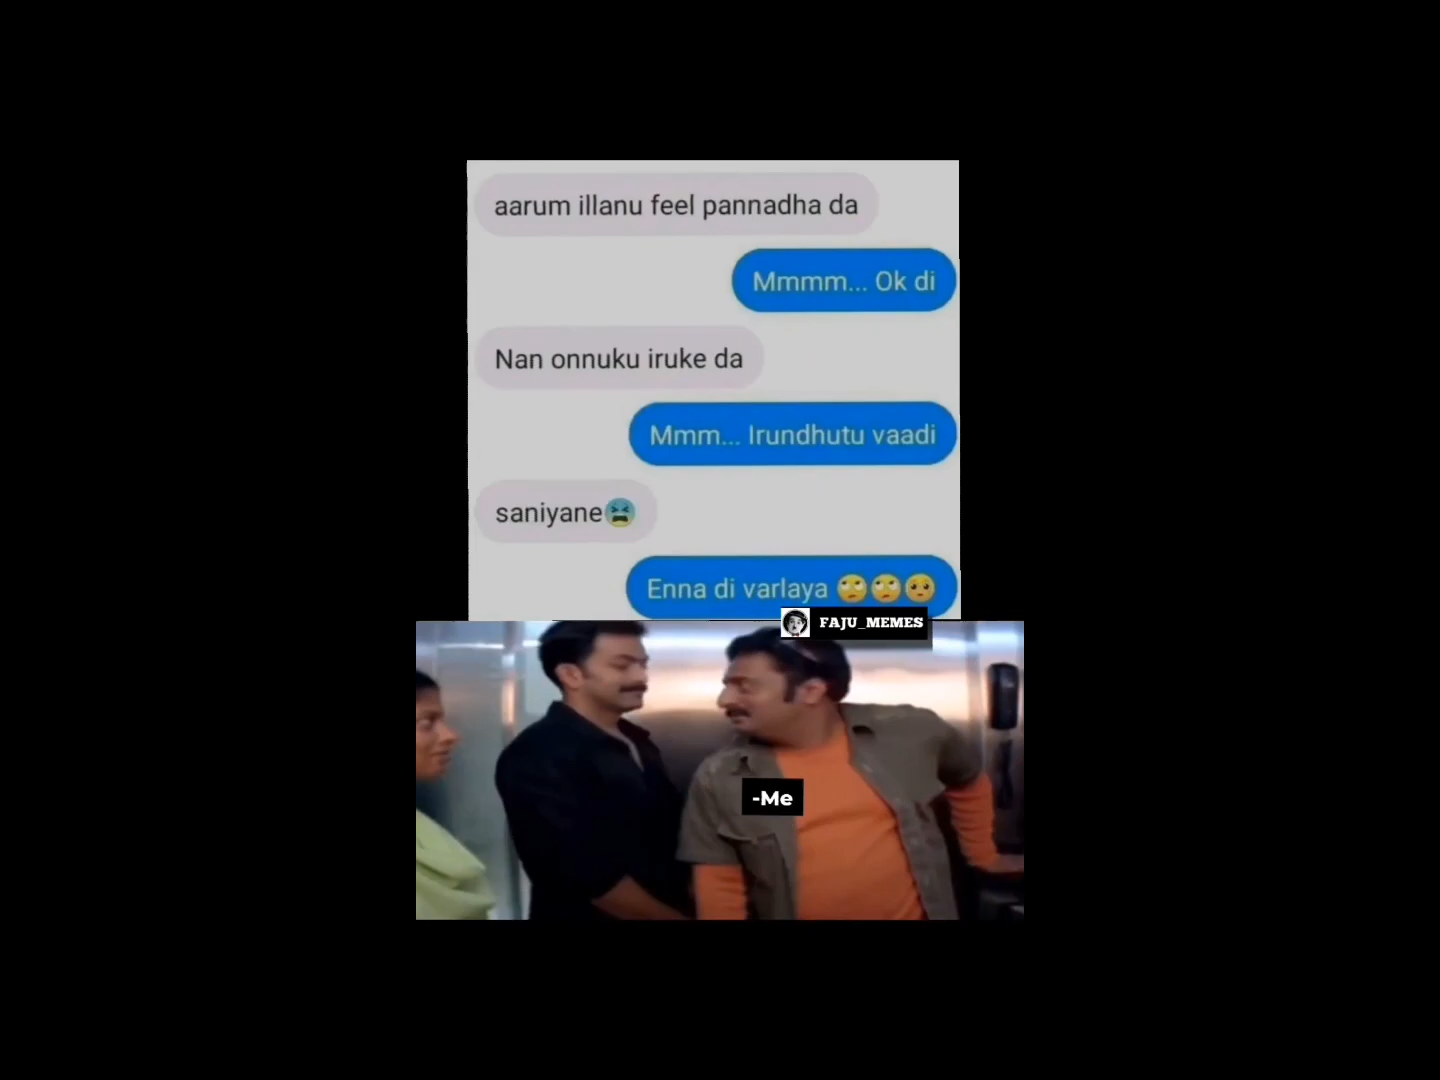 aarum illanu feel pannadha da
Mmmm... Ok di
Nan onnuku iruke da
Mmm... Irundhutu vaadi
saniyane😫
Enna di varlaya 🙄🙄🥺
FAJU_MEMES
-Me